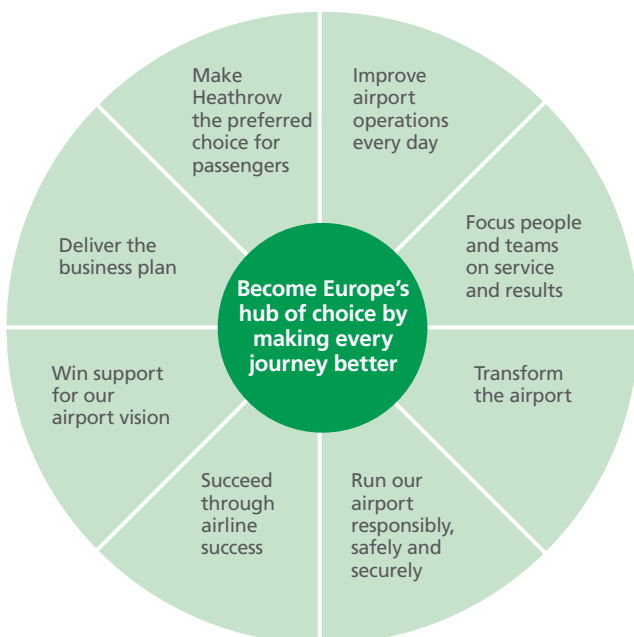 Make
Heathrow
the preferred
choice for
passengers
Improve
airport
operations
every day
Focus people
and teams
on service
and results
Transform
the airport
Run our
airport
responsibly,
safely and
securely
Succeed
through
airline
success
Win support
for our
airport vision
Deliver the
business plan
Become Europe’s
hub of choice by
making every
journey better